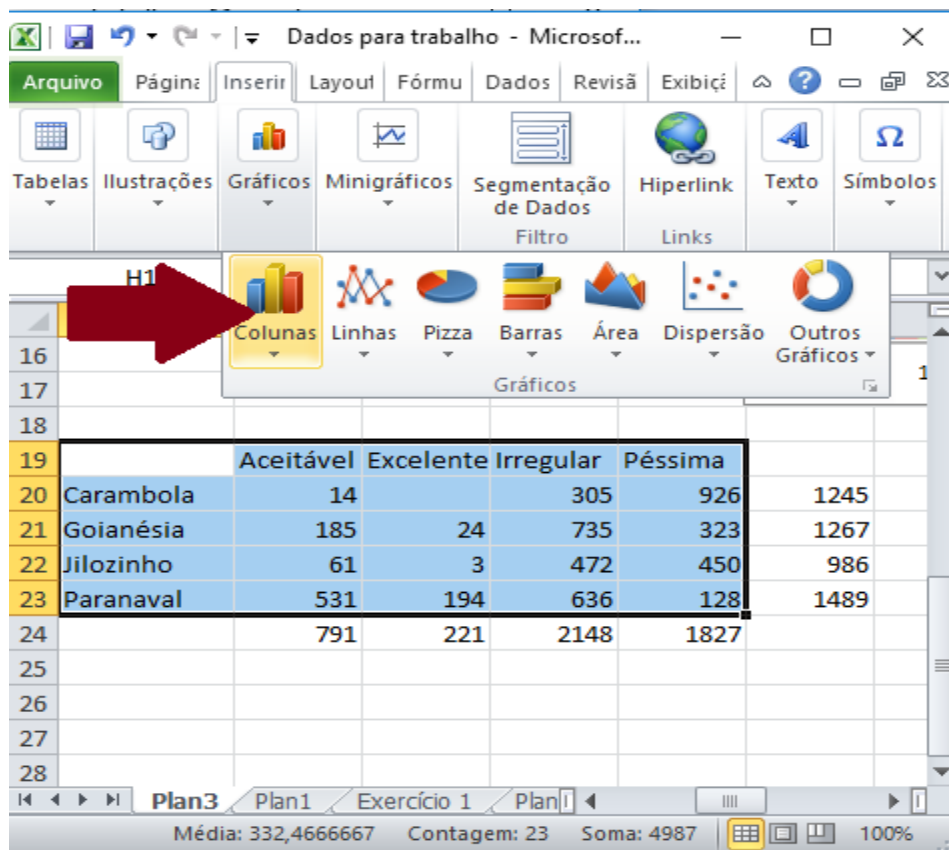 Dados para trabalho - Microsof...
Arquivo Página Inserir Layout Fórmu Dados Revisã Exibiçã
Tabelas Ilustrações Gráficos Minigráficos Segmentação de Dados Hiperlink Texto Símbolos
Filtro Links
H1
Colunas Linhas Pizza Barras Área Dispersão Outros Gráficos
Gráficos
16
17 1
18
19 Aceitável Excelente Irregular Péssima
20 Carambola 14 305 926 1245
21 Goianésia 185 24 735 323 1267
22 Jilozinho 61 3 472 450 986
23 Paranaval 531 194 636 128 1489
24 791 221 2148 1827
25
26
27
28
Plan3 Plan1 Exercício 1 Plan
Média: 332,4666667 Contagem: 23 Soma: 4987 100%